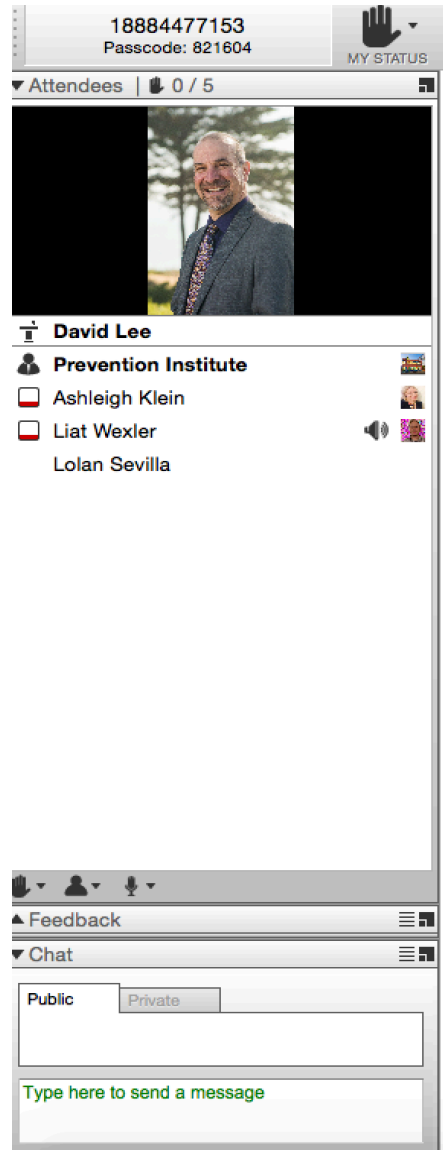 18884477153
Passcode: 821604
MY STATUS
Attendees | 0 / 5
David Lee
Prevention Institute
Ashleigh Klein
Liat Wexler
Lolan Sevilla
Feedback
Chat
Public Private
Type here to send a message